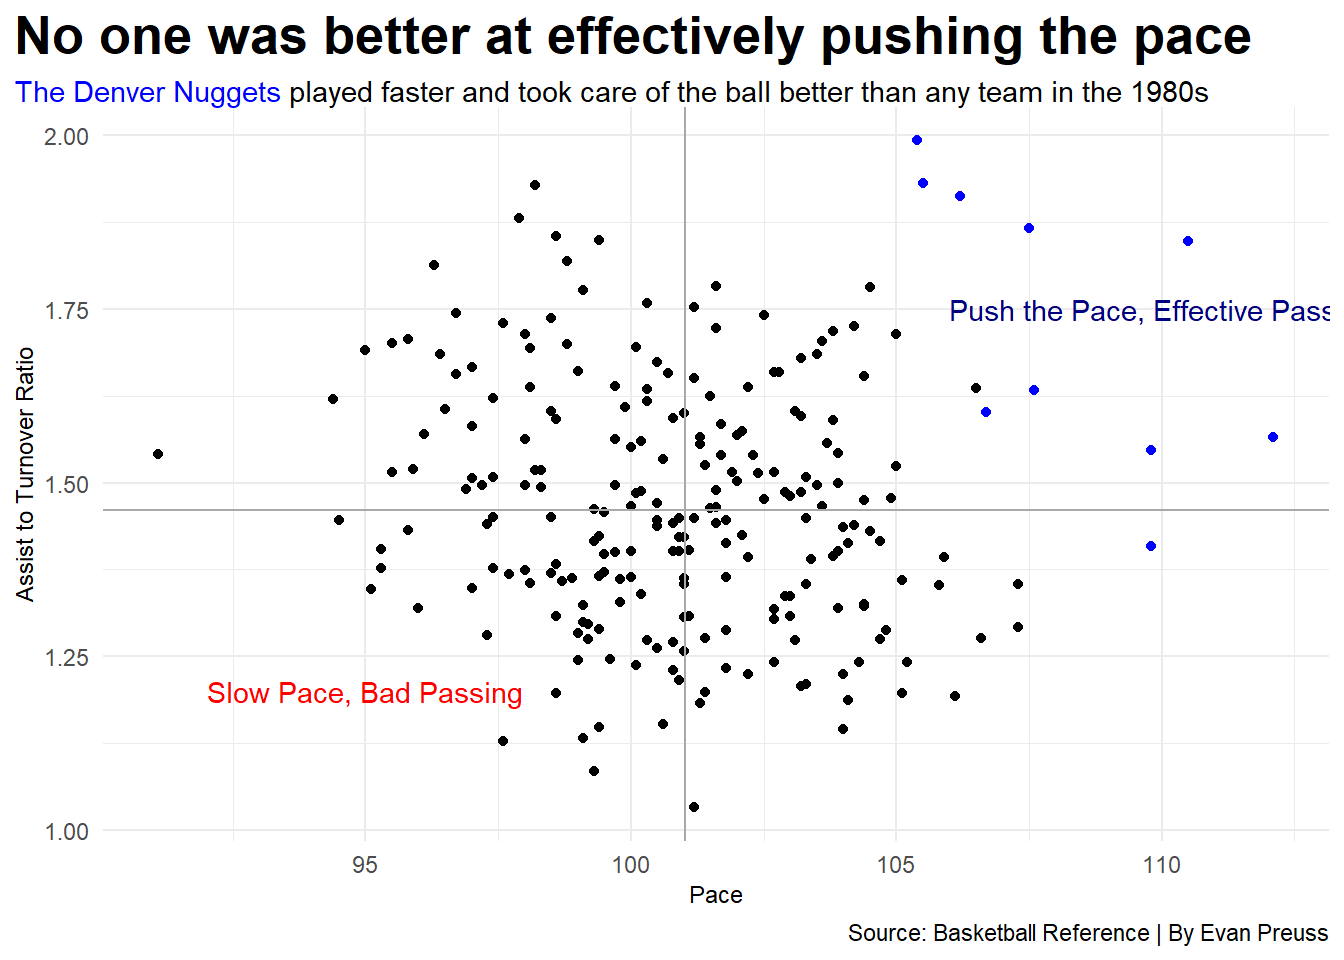 No one was better at effectively pushing the pace
The Denver Nuggets played faster and took care of the ball better than any team in the 1980s
2.00
1.75
1.50
1.25
1.00
Assist to Turnover Ratio
Push the Pace, Effective Pass
Slow Pace, Bad Passing
95 100 105 110
Pace
Source: Basketball Reference | By Evan Preuss